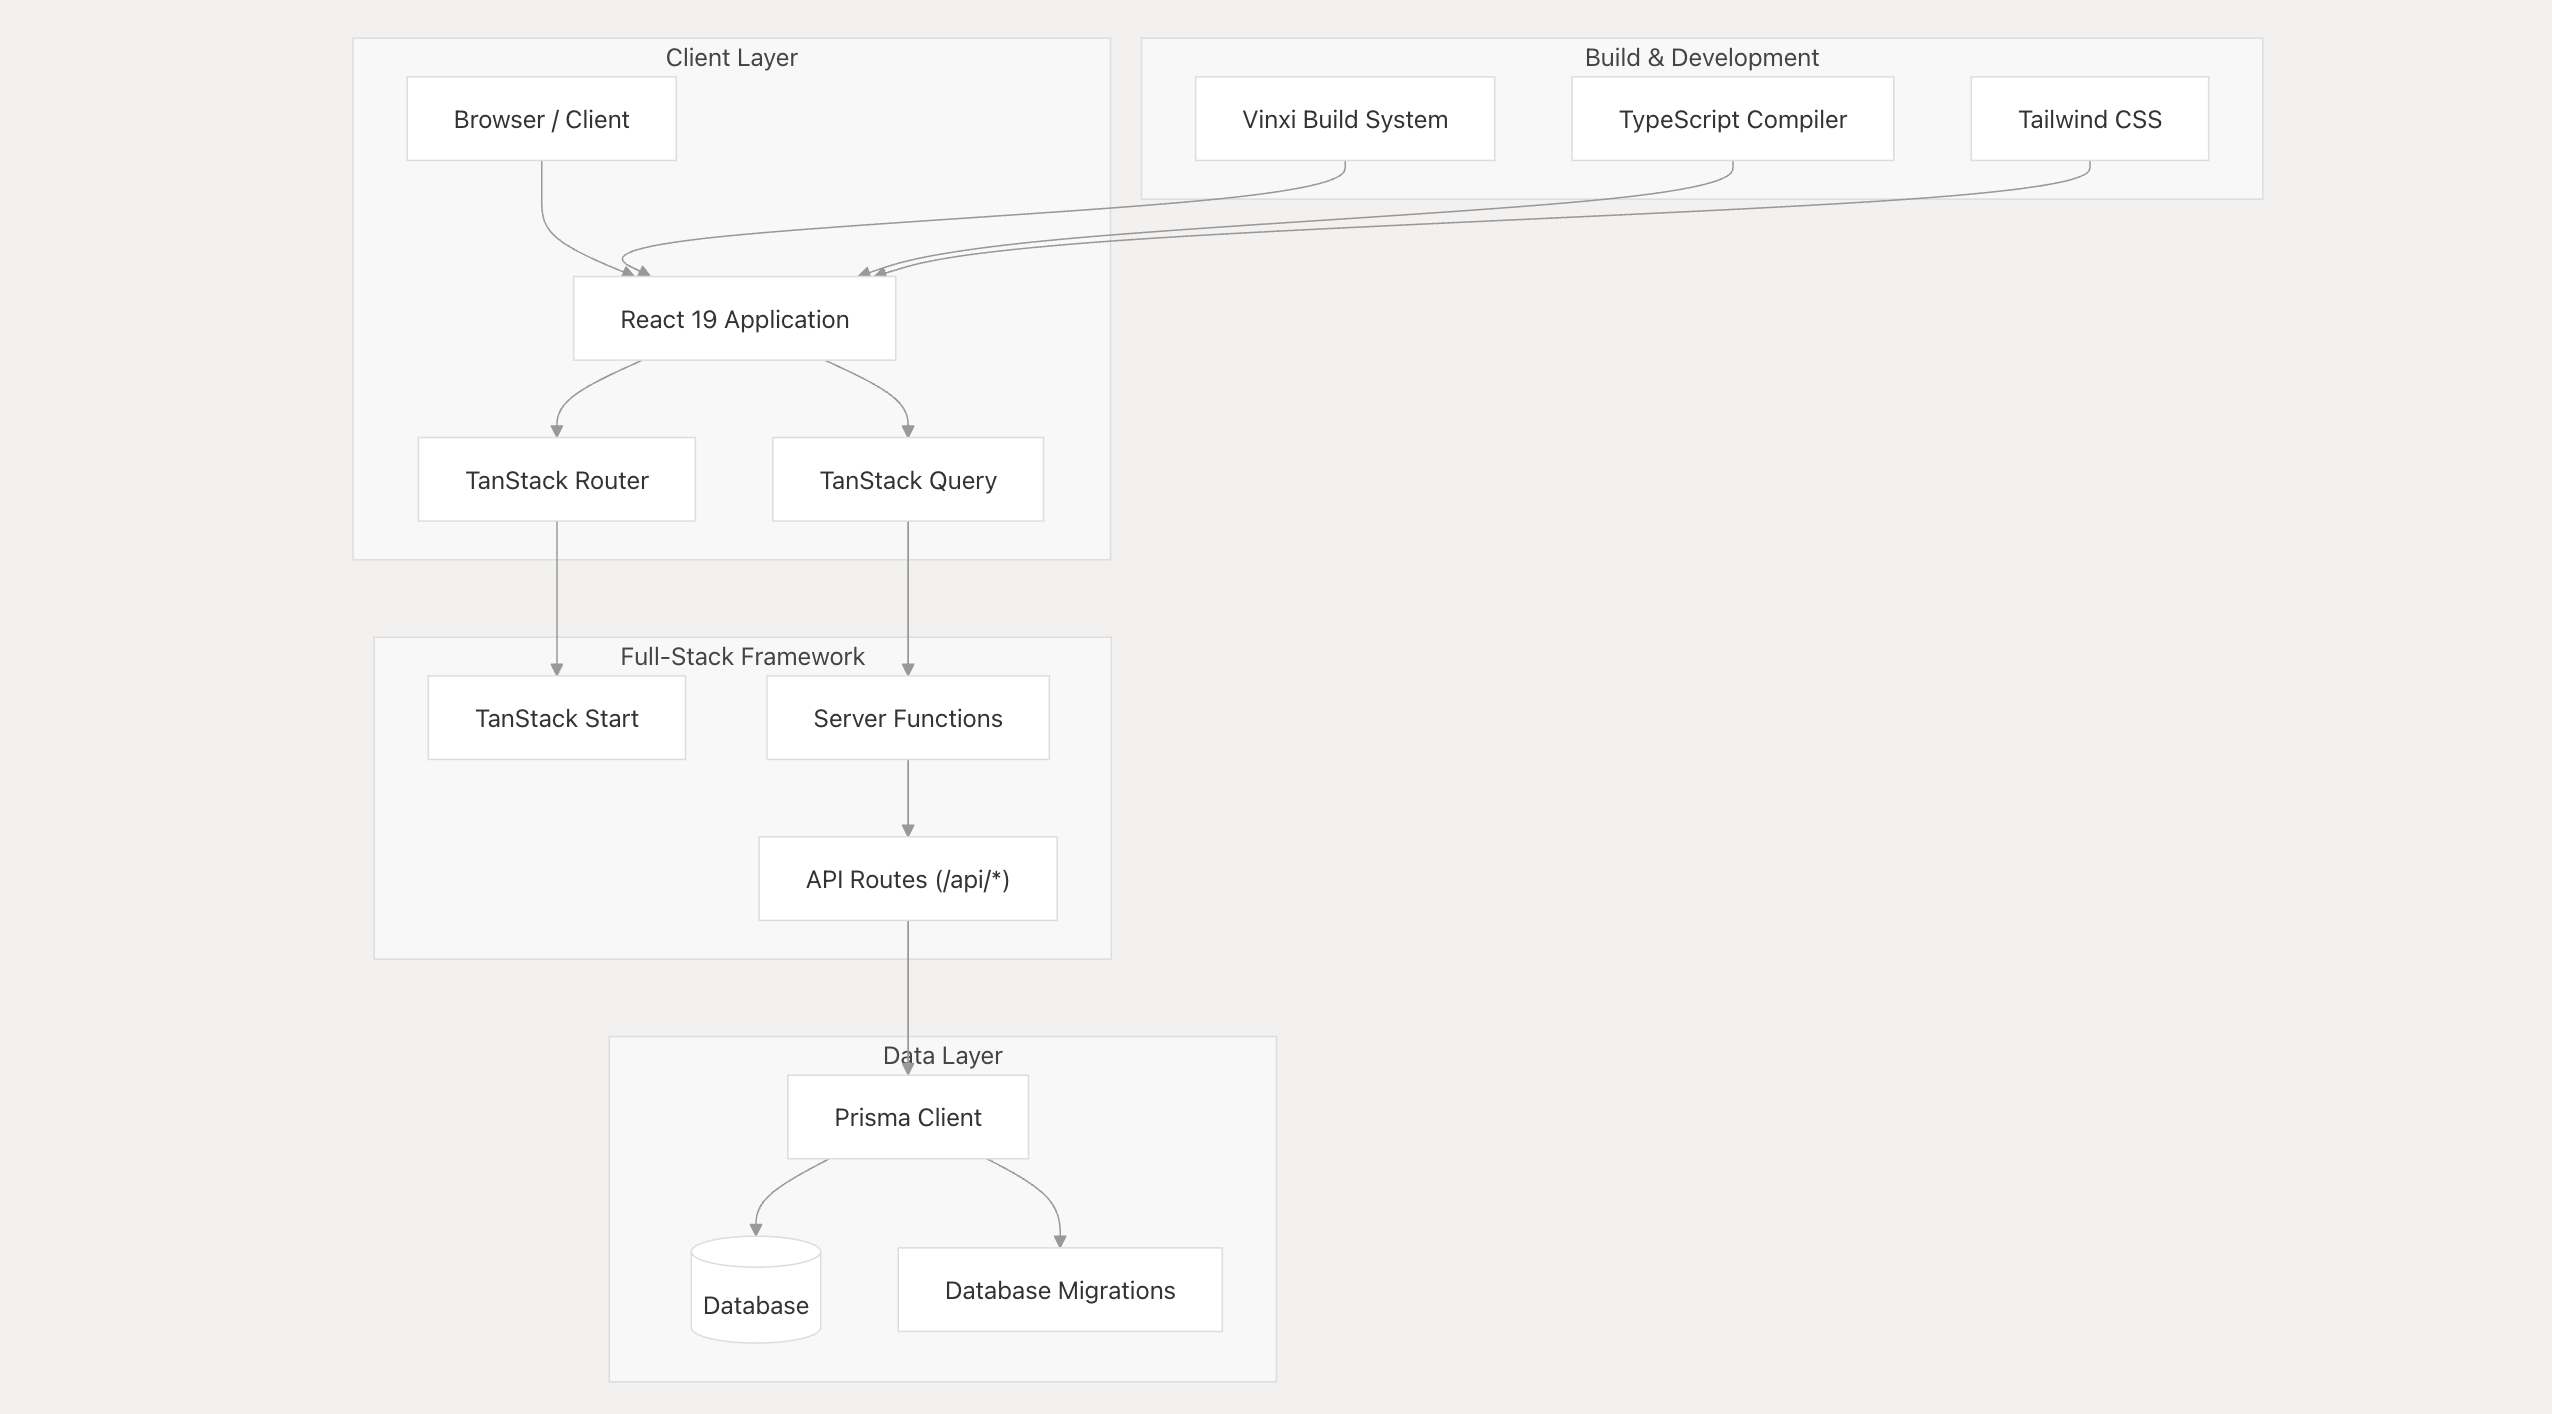 Client Layer
Build & Development
Browser / Client
Vinxi Build System
TypeScript Compiler
Tailwind CSS
React 19 Application
TanStack Router
TanStack Query
Full-Stack Framework
TanStack Start
Server Functions
API Routes (/api/*)
Data Layer
Prisma Client
Database
Database Migrations